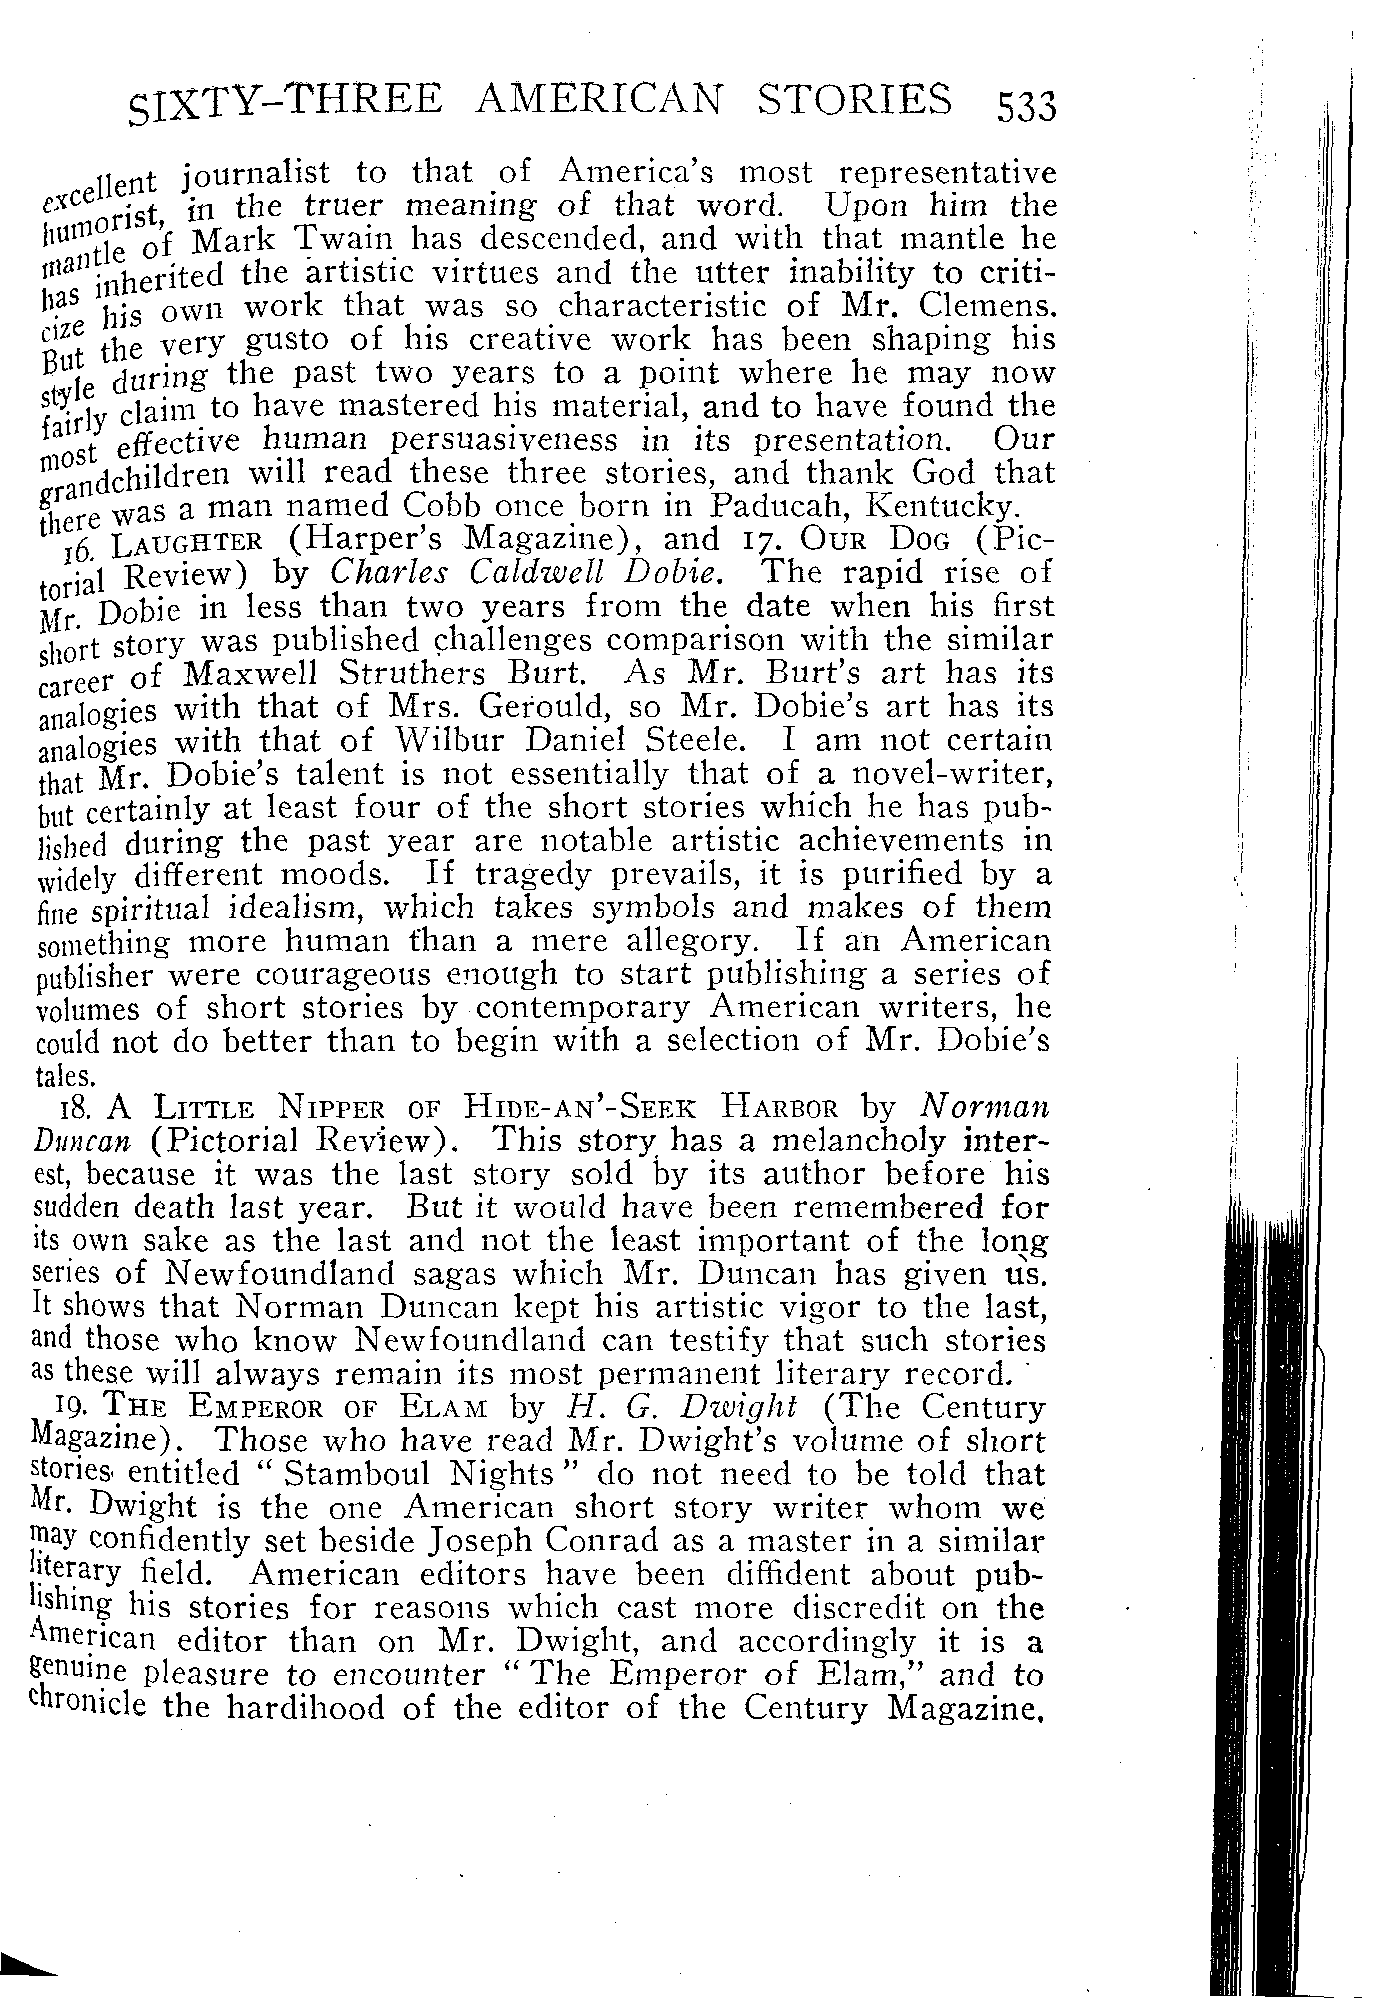 SIXTY-THREE AMERICAN STORIES 533
excellent journalist to that of America's most representative
humorist, in the truer meaning of that word. Upon him the
mantle of Mark Twain has descended, and with that mantle he
has inherited the artistic virtues and the utter inability to criti-
cize his own work that was so characteristic of Mr. Clemens.
But the very gusto of his creative work has been shaping his
style during the past two years to a point where he may now
fairly claim to have mastered his material, and to have found the
most effective human persuasiveness in its presentation. Our
grandchildren will read these three stories, and thank God that
there was a man named Cobb once born in Paducah, Kentucky.
16. LAUGHTER (Harper's Magazine), and 17. OUR DOG (Pic-
torial Review) by Charles Caldwell Dobie. The rapid rise of
Mr. Dobie in less than two years from the date when his first
short story was published challenges comparison with the similar
career of Maxwell Struthers Burt. As Mr. Burt's art has its
analogies with that of Mrs. Gerould, so Mr. Dobie's art has its
analogies with that of Wilbur Daniel Steele. I am not certain
that Mr. Dobie's talent is not essentially that of a novel-writer,
but certainly at least four of the short stories which he has pub-
lished during the past year are notable artistic achievements in
widely different moods. If tragedy prevails, it is purified by a
fine spiritual idealism, which takes symbols and makes of them
something more human than a mere allegory. If an American
publisher were courageous enough to start publishing a series of
volumes of short stories by contemporary American writers, he
could not do better than to begin with a selection of Mr. Dobie's
tales.
18. A LITTLE NIPPER OF HIDE-AN'-SEEK HARBOR by Norman
Duncan (Pictorial Review). This story has a melancholy inter-
est, because it was the last story sold by its author before his
sudden death last year. But it would have been remembered for
its own sake as the last and not the least important of the long
series of Newfoundland sagas which Mr. Duncan has given us.
It shows that Norman Duncan kept his artistic vigor to the last,
and those who know Newfoundland can testify that such stories
as these will always remain its most permanent literary record.
19. THE EMPEROR OF ELAM by H. G. Dwight (The Century
Magazine). Those who have read Mr. Dwight's volume of short
stories entitled "Stamboul Nights" do not need to be told that
Mr. Dwight is the one American short story writer whom we
may confidently set beside Joseph Conrad as a master in a similar
literary field. American editors have been diffident about pub-
lishing his stories for reasons which cast more discredit on the
American editor than on Mr. Dwight, and accordingly it is a
genuine pleasure to encounter "The Emperor of Elam," and to
chronicle the hardihood of the editor of the Century Magazine.